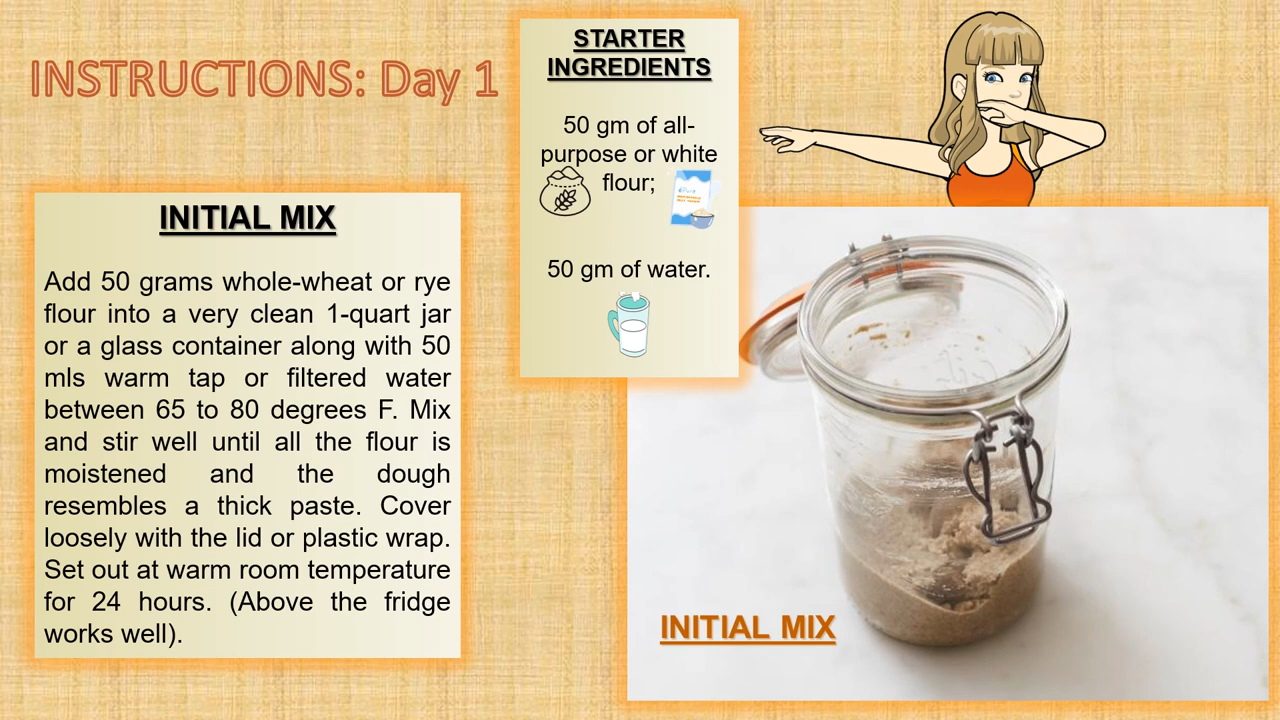 INSTRUCTIONS: Day 1
STARTER
INGREDIENTS
50 gm of all-
purpose or white
flour;
50 gm of water.
INITIAL MIX
Add 50 grams whole-wheat or rye
flour into a very clean 1-quart jar
or a glass container along with 50
mls warm tap or filtered water
between 65 to 80 degrees F. Mix
and stir well until all the flour is
moistened and the dough
resembles a thick paste. Cover
loosely with the lid or plastic wrap.
Set out at warm room temperature
for 24 hours. (Above the fridge
works well).
INITIAL MIX